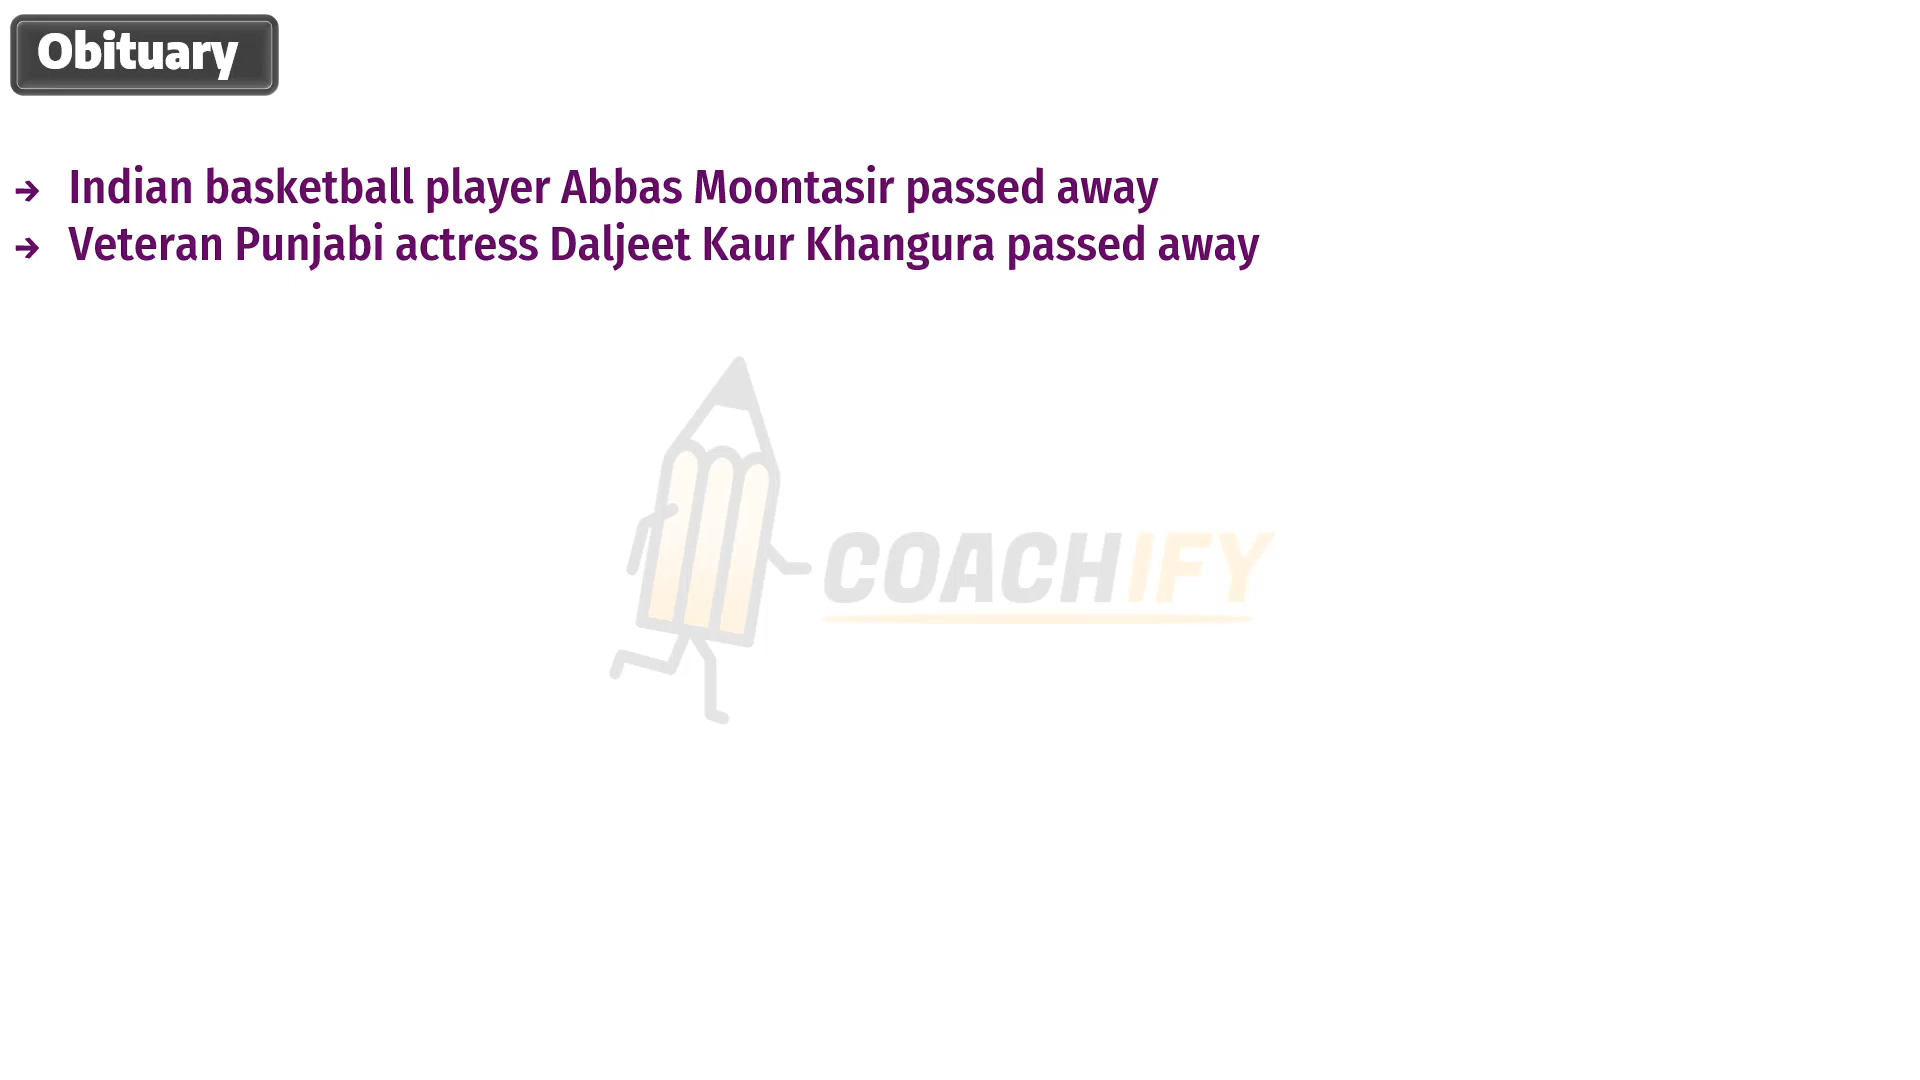 Obituary
→ Indian basketball player Abbas Moontasir passed away
→ Veteran Punjabi actress Daljeet Kaur Khangura passed away
COACHIFY